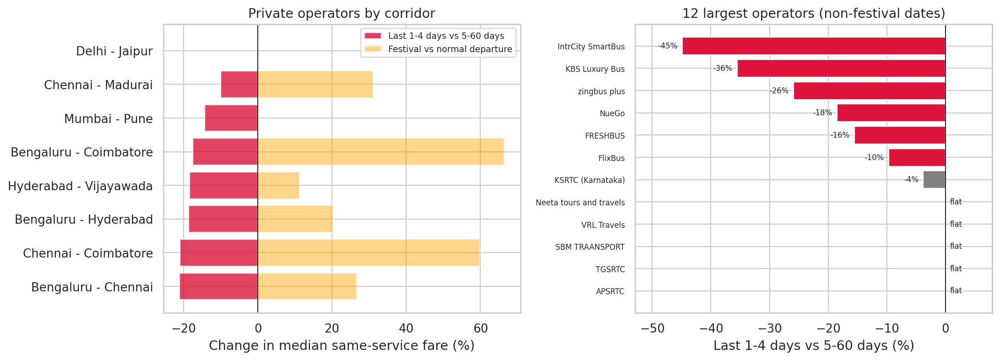 Private operators by corridor
Last 1-4 days vs 5-60 days
Festival vs normal departure
Delhi - Jaipur
Chennai - Madurai
Mumbai - Pune
Bengaluru - Coimbatore
Hyderabad - Vijayawada
Bengaluru - Hyderabad
Chennai - Coimbatore
Bengaluru - Chennai
−20 0 20 40 60
Change in median same-service fare (%)
12 largest operators (non-festival dates)
IntrCity SmartBus -45%
KBS Luxury Bus -36%
zingbus plus -26%
NueGo -18%
FRESHBUS -16%
FlixBus -10%
KSRTC (Karnataka) -4%
Neeta tours and travels flat
VRL Travels flat
SBM TRAANSPORT flat
TGSRTC flat
APSRTC flat
−50 −40 −30 −20 −10 0
Last 1-4 days vs 5-60 days (%)